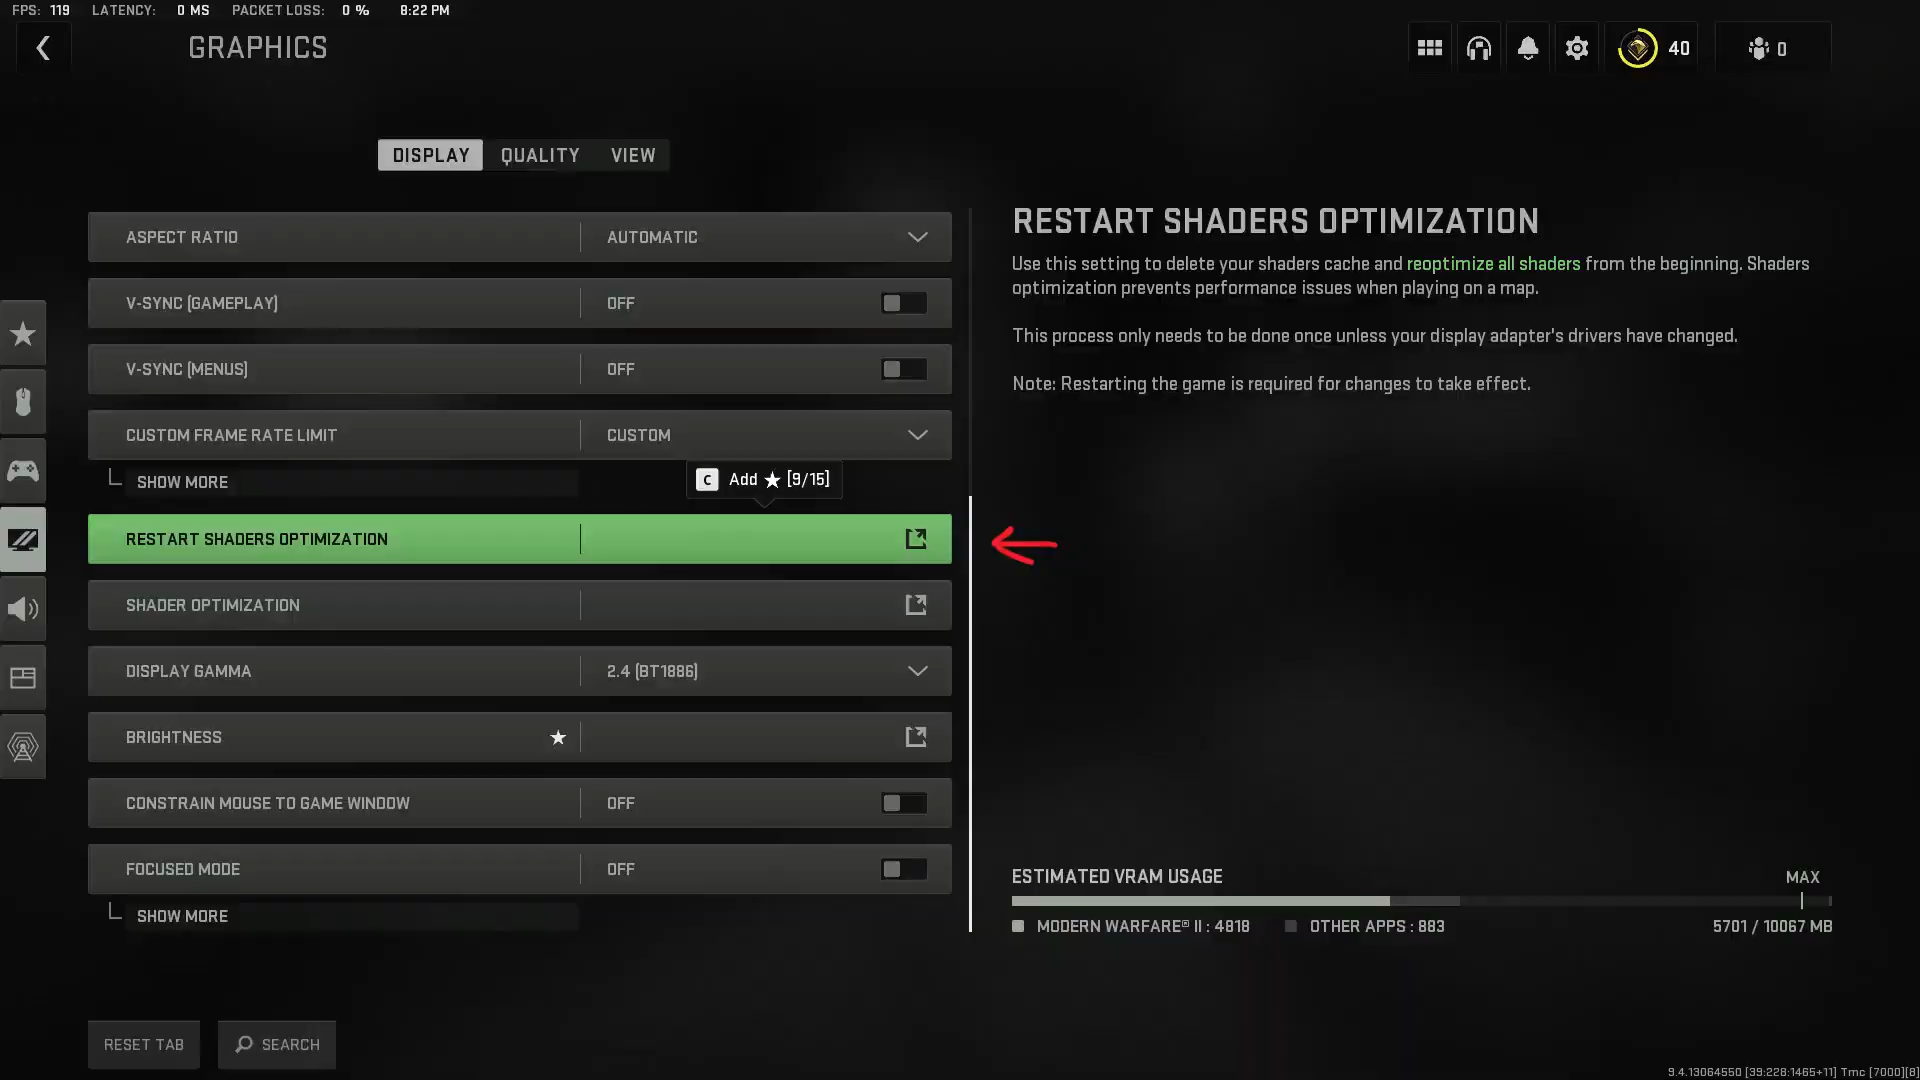 FPS: 119 LATENCY: 0 MS PACKET LOSS: 0 % 8:22 PM
GRAPHICS
40
0
DISPLAY QUALITY VIEW
ASPECT RATIO AUTOMATIC
V-SYNC (GAMEPLAY) OFF
V-SYNC (MENUS) OFF
CUSTOM FRAME RATE LIMIT CUSTOM
SHOW MORE
C Add ★ [9/15]
RESTART SHADERS OPTIMIZATION
SHADER OPTIMIZATION
DISPLAY GAMMA 2.4 (BT1886)
BRIGHTNESS ★
CONSTRAIN MOUSE TO GAME WINDOW OFF
FOCUSED MODE OFF
SHOW MORE
RESET TAB SEARCH
RESTART SHADERS OPTIMIZATION
Use this setting to delete your shaders cache and reoptimize all shaders from the beginning. Shaders
optimization prevents performance issues when playing on a map.
This process only needs to be done once unless your display adapter's drivers have changed.
Note: Restarting the game is required for changes to take effect.
ESTIMATED VRAM USAGE MAX
MODERN WARFARE® II : 4818 OTHER APPS : 883 5701 / 10067 MB
9.4.13064550 [39:228:1465+11] Tmc [7000][8]